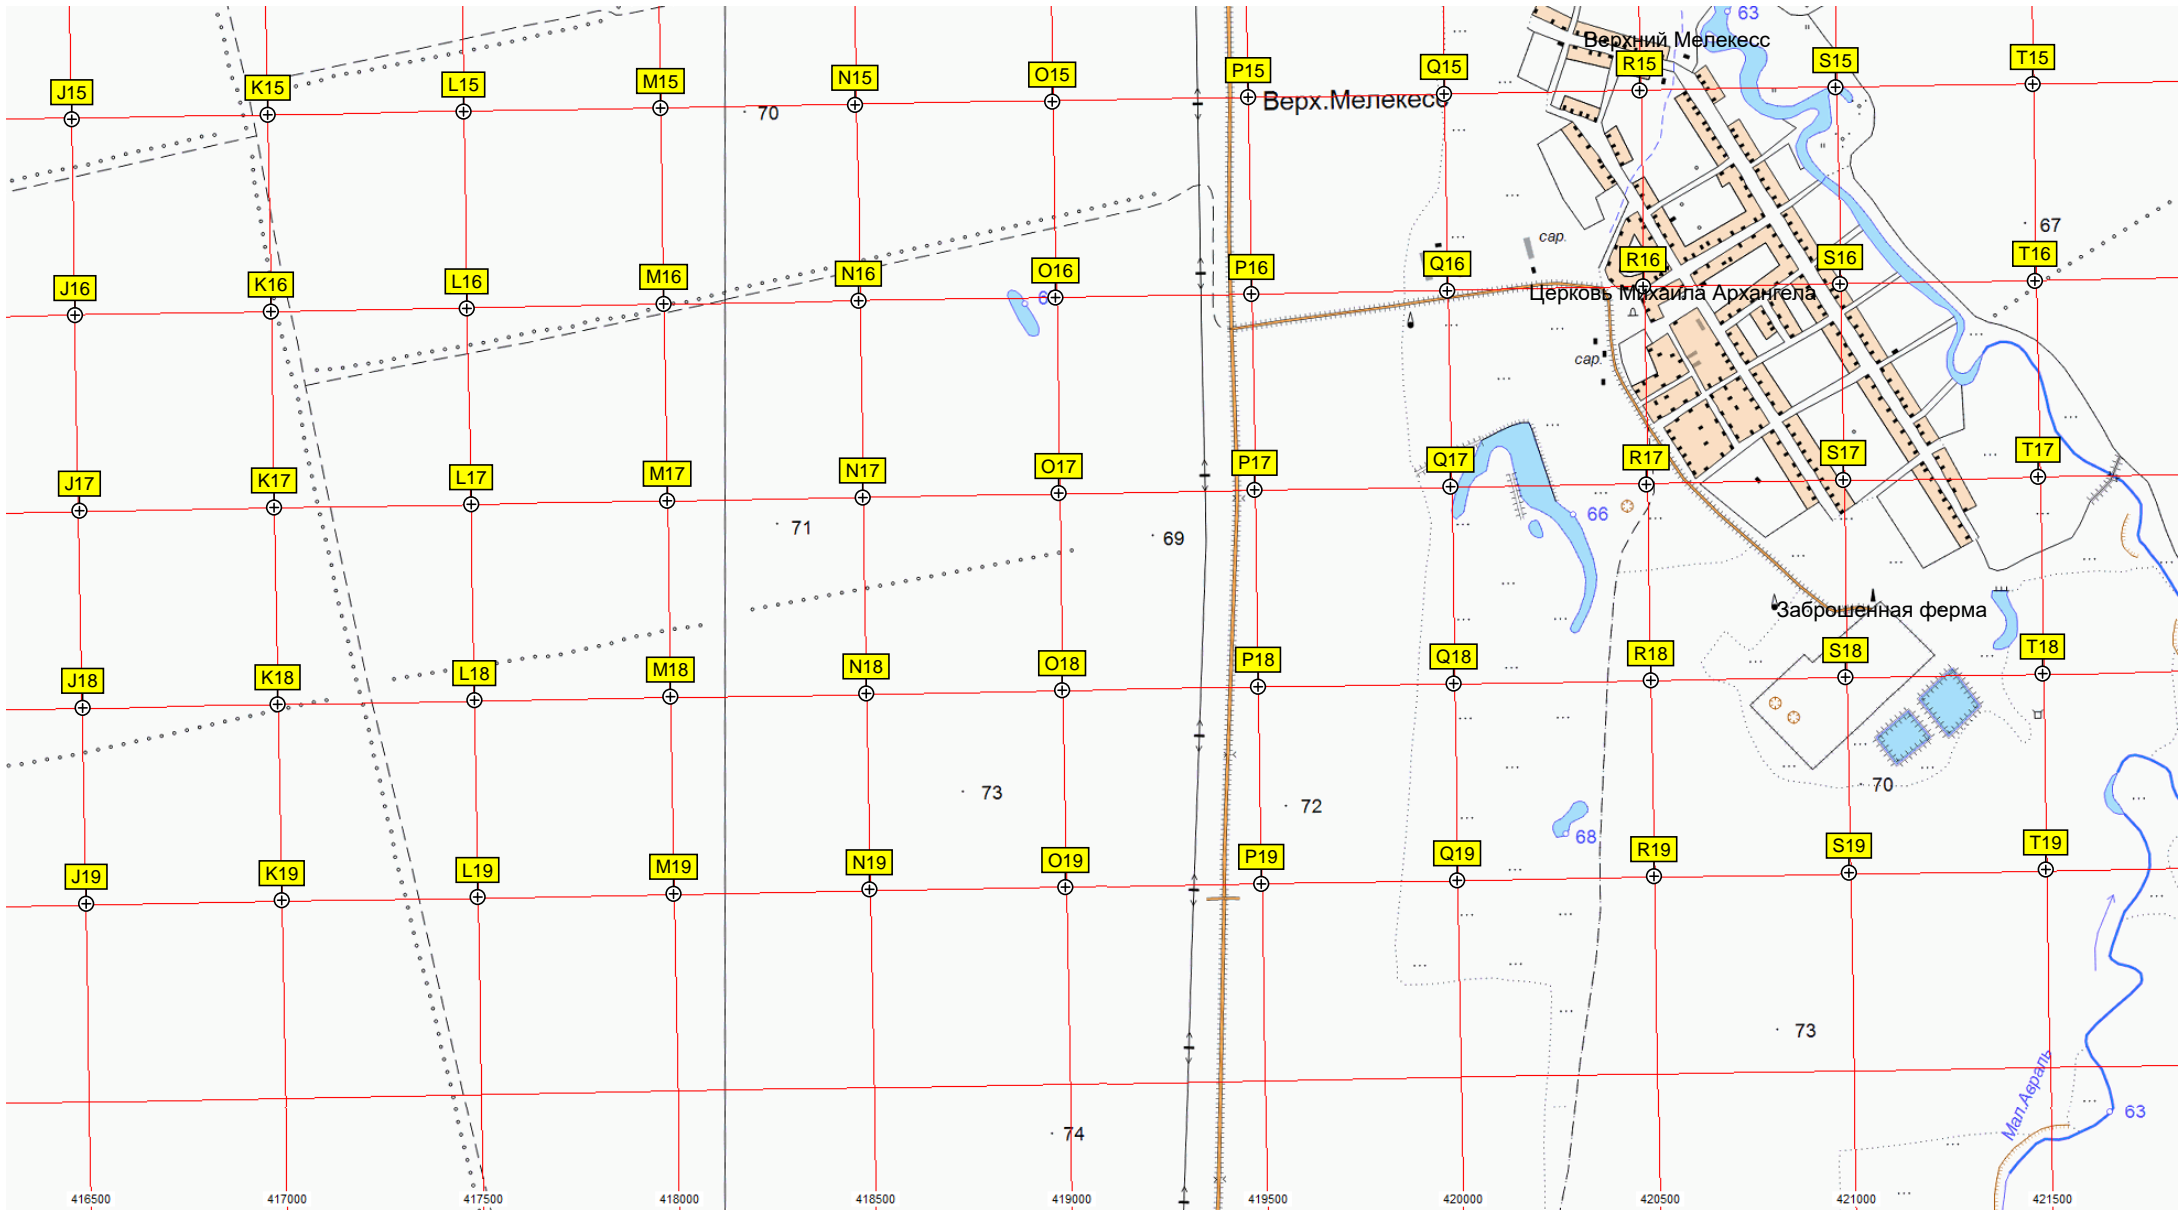 63
Верхний Мелекесс
J15 K15 L15 M15 N15 O15 P15 Q15 R15 S15 T15
70
Верх.Мелекесс
67
сар.
J16 K16 L16 M16 N16 O16 P16 Q16 R16 S16 T16
Церковь Михаила Архангела
сар.
J17 K17 L17 M17 N17 O17 P17 Q17 R17 S17 T17
66
71
69
Заброшенная ферма
J18 K18 L18 M18 N18 O18 P18 Q18 R18 S18 T18
70
73
72
68
J19 K19 L19 M19 N19 O19 P19 Q19 R19 S19 T19
73
Мал.Авраль
63
74
416500 417000 417500 418000 418500 419000 419500 420000 420500 421000 421500